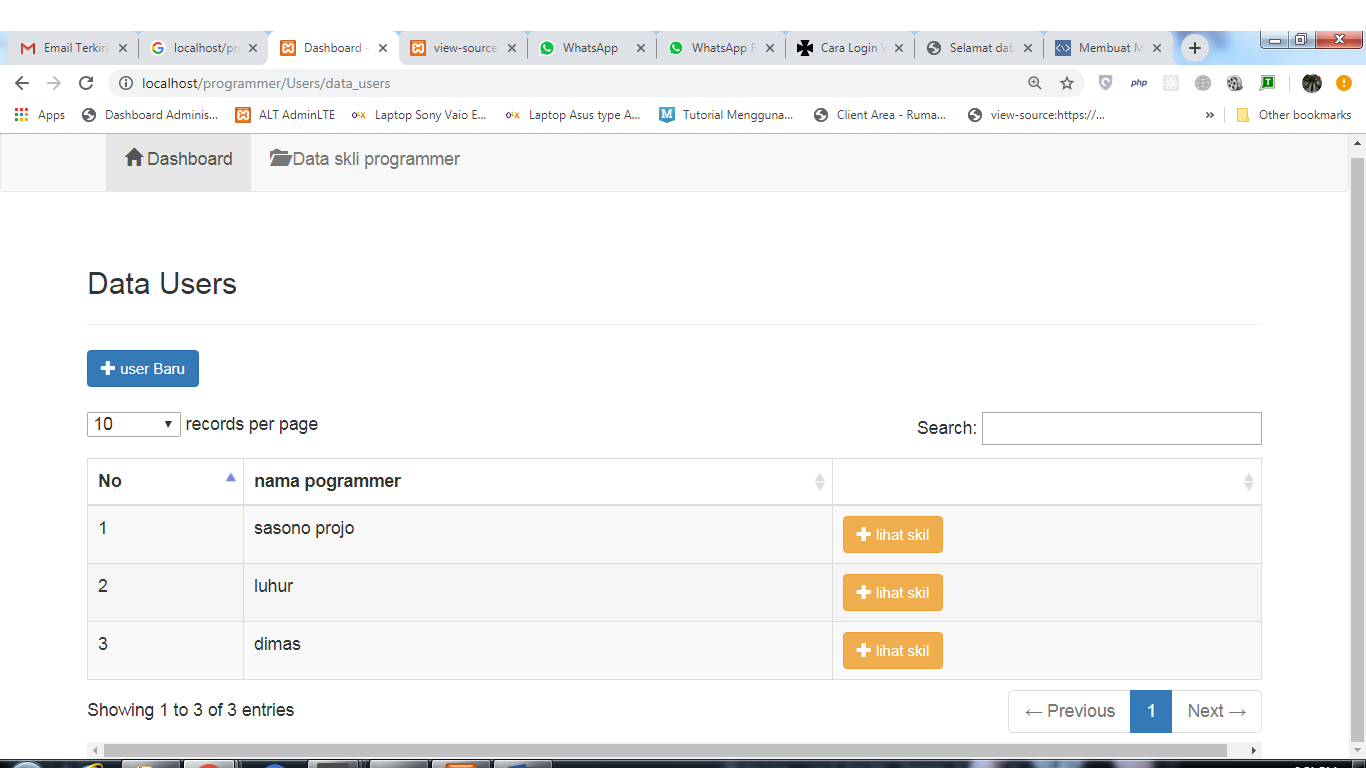 Email Terkiri
localhost/pr
Dashboard -
view-source
WhatsApp
WhatsApp F
Cara Login
Selamat dat
Membuat M
localhost/programmer/Users/data_users
php
Apps
Dashboard Adminis...
ALT AdminLTE
OLX Laptop Sony Vaio E...
OLX Laptop Asus type A...
M Tutorial Mengguna...
Client Area - Ruma...
view-source:https://...
»
Other bookmarks
Dashboard
Data skli programmer
Data Users
user Baru
10 records per page
Search:
No nama pogrammer
1 sasono projo lihat skil
2 luhur lihat skil
3 dimas lihat skil
Showing 1 to 3 of 3 entries
← Previous 1 Next →